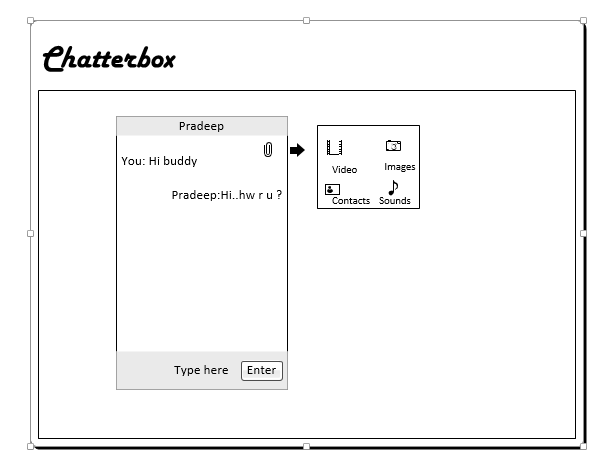 Chatterbox
Pradeep
You: Hi buddy
Pradeep:Hi..hw r u ?
Type here
Enter
Video
Images
Contacts
Sounds